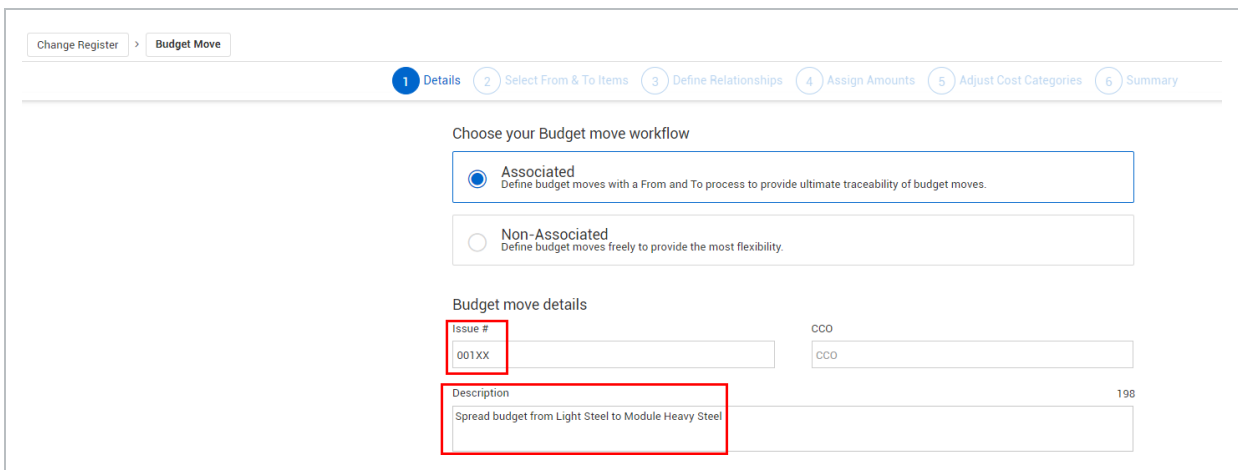 Change Register > Budget Move
1 Details 2 Select From & To Items 3 Define Relationships 4 Assign Amounts 5 Adjust Cost Categories 6 Summary
Choose your Budget move workflow
Associated
Define budget moves with a From and To process to provide ultimate traceability of budget moves.
Non-Associated
Define budget moves freely to provide the most flexibility.
Budget move details
Issue # CCO
001XX CCO
Description 198
Spread budget from Light Steel to Module Heavy Steel